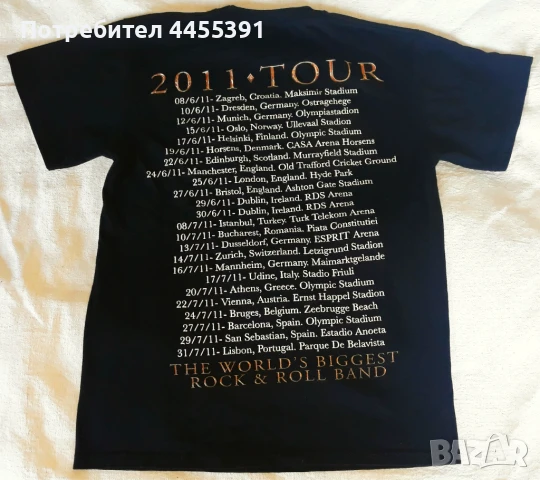 Потребител 4455391
2011 • TOUR
08/6/11- Zagreb, Croatia. Maksimir Stadium
10/6/11- Dresden, Germany. Ostragehege
12/6/11- Munich, Germany. Olympiastadion
15/6/11- Oslo, Norway. Ullevaal Stadion
17/6/11- Helsinki, Finland. Olympic Stadium
19/6/11- Horsens, Denmark. CASA Arena Horsens
22/6/11- Edinburgh, Scotland. Murrayfield Stadium
24/6/11- Manchester, England. Old Trafford Cricket Ground
25/6/11- London, England. Hyde Park
27/6/11- Bristol, England. Ashton Gate Stadium
29/6/11- Dublin, Ireland. RDS Arena
30/6/11- Dublin, Ireland. RDS Arena
08/7/11- Istanbul, Turkey. Turk Telekom Arena
10/7/11- Bucharest, Romania. Piata Constitutiei
13/7/11- Dusseldorf, Germany. ESPRIT Arena
14/7/11- Zurich, Switzerland. Letzigrund Stadion
16/7/11- Mannheim, Germany. Maimarktgelande
17/7/11- Udine, Italy. Stadio Friuli
20/7/11- Athens, Greece. Olympic Stadium
22/7/11- Vienna, Austria. Ernst Happel Stadion
24/7/11- Bruges, Belgium. Zeebrugge Beach
27/7/11- Barcelona, Spain. Olympic Stadium
29/7/11- San Sebastian, Spain. Estadio Anoeta
31/7/11- Lisbon, Portugal. Parque De Belavista
THE WORLD'S BIGGEST
ROCK & ROLL BAND
BAZAR